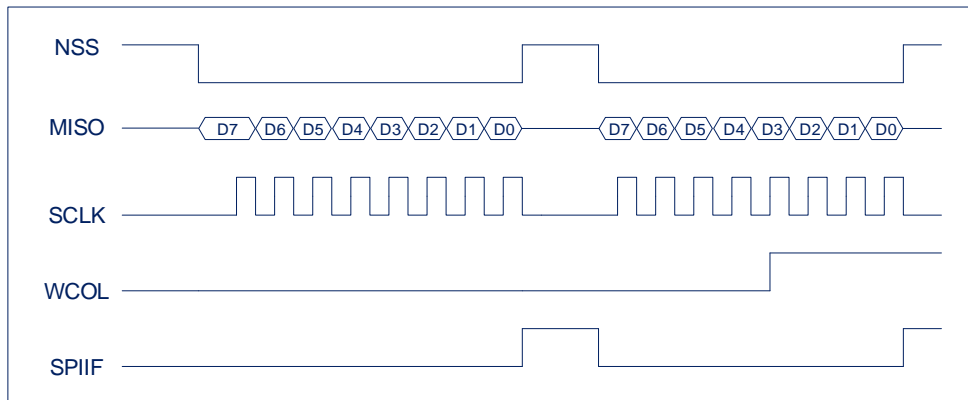 NSS
MISO D7 D6 D5 D4 D3 D2 D1 D0 D7 D6 D5 D4 D3 D2 D1 D0
SCLK
WCOL
SPIIF